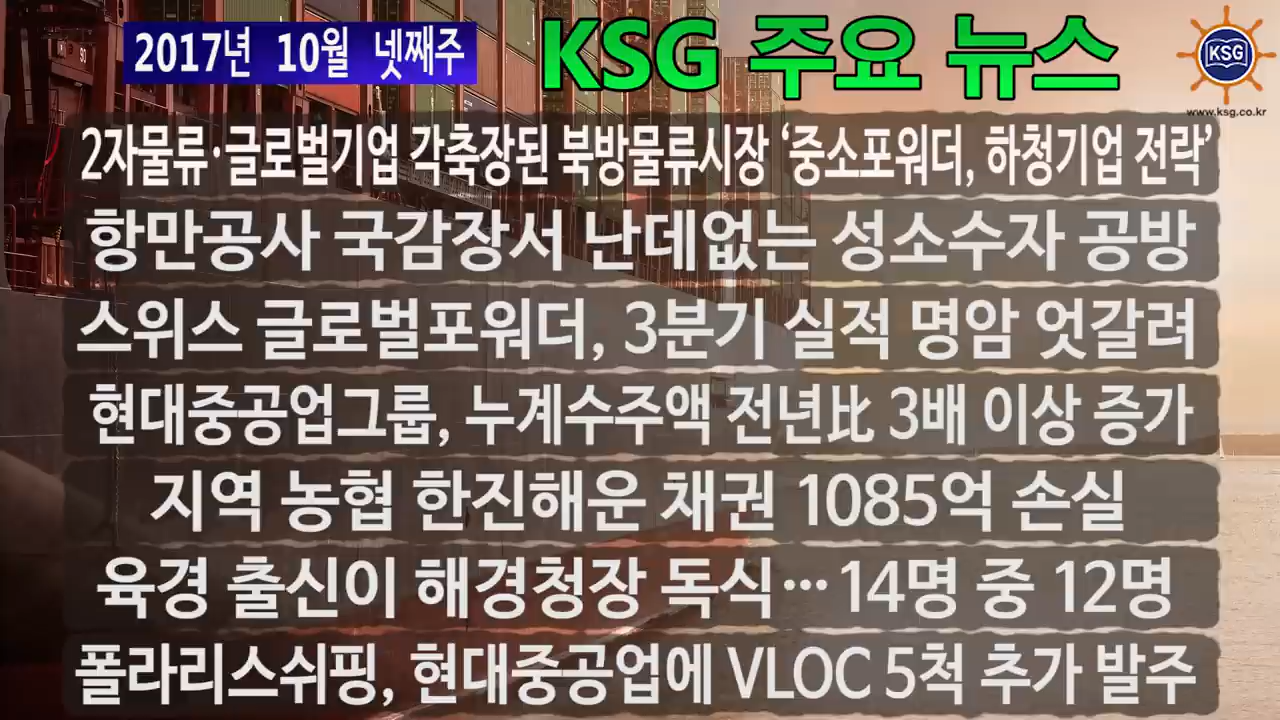 2017년 10월 넷째주
KSG 주요 뉴스
KSG
www.ksg.co.kr
2자물류·글로벌기업 각축장된 북방물류시장 ‘중소포워더, 하청기업 전락’
항만공사 국감장서 난데없는 성소수자 공방
스위스 글로벌포워더, 3분기 실적 명암 엇갈려
현대중공업그룹, 누계수주액 전년比 3배 이상 증가
지역 농협 한진해운 채권 1085억 손실
육경 출신이 해경청장 독식…14명 중 12명
폴라리스쉬핑, 현대중공업에 VLOC 5척 추가 발주